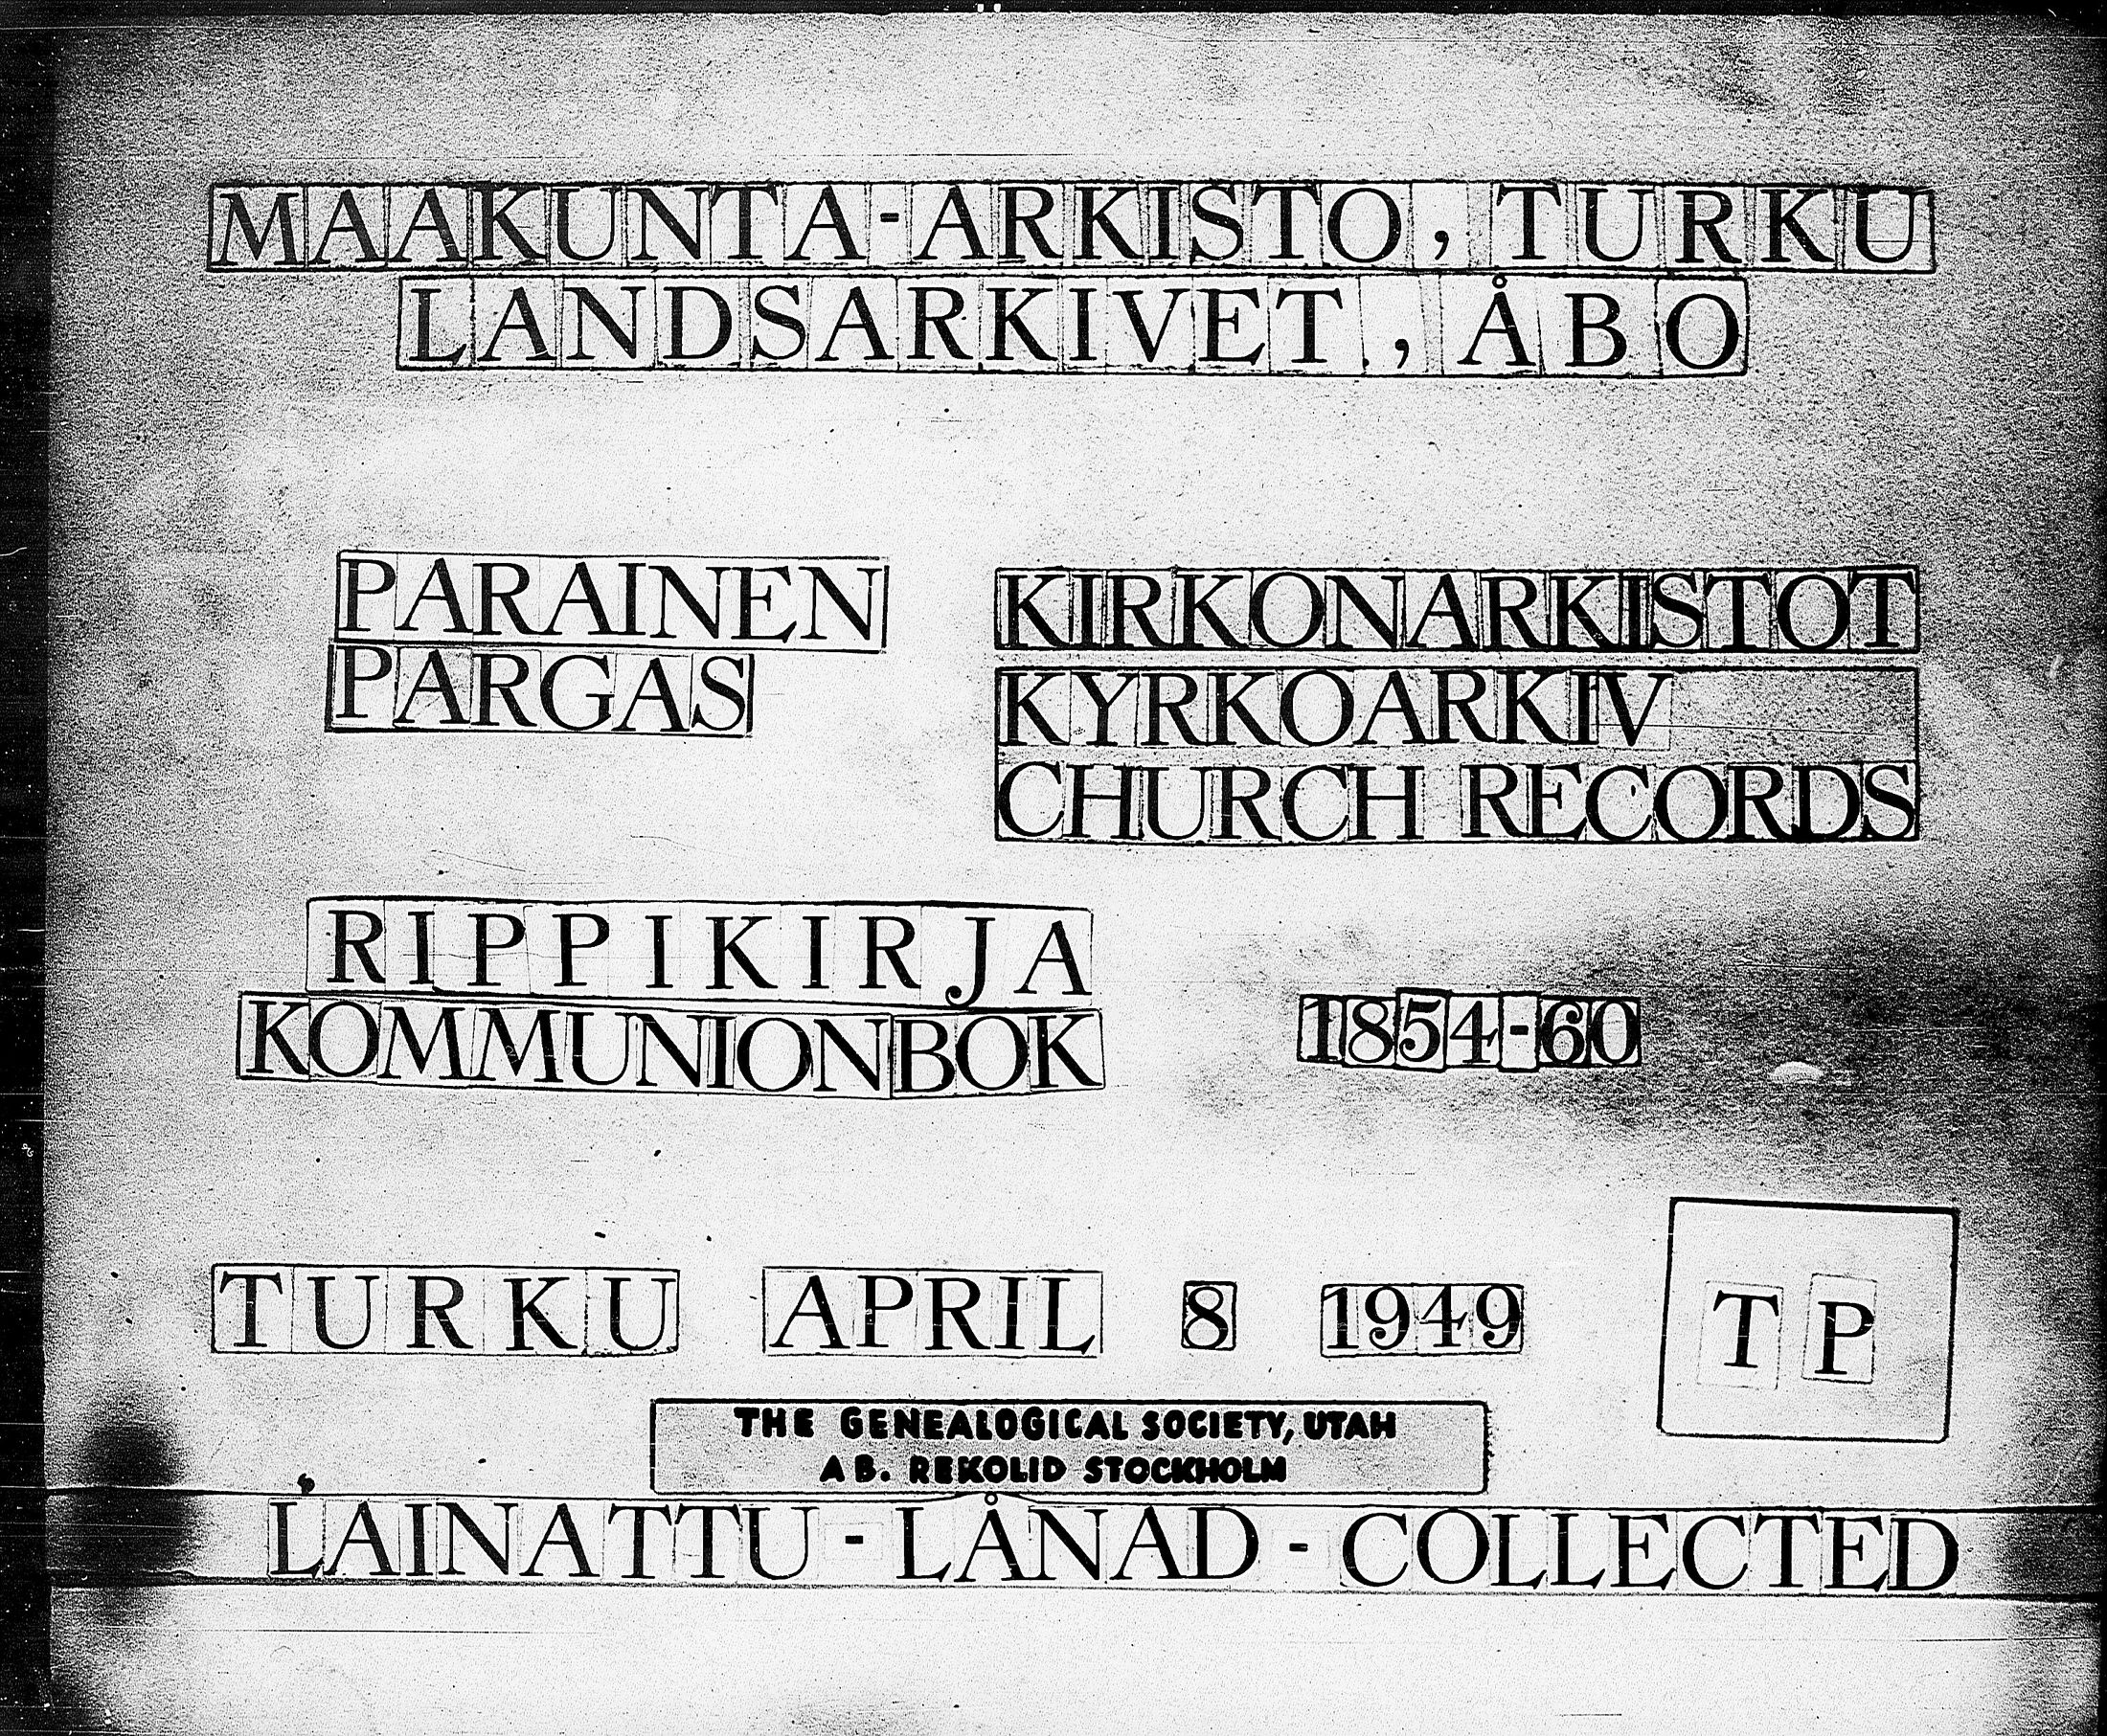 MAAKUNTA-ARKISTO, TURKU
LANDSARKIVET, ÅBO
PARAINEN
PARGAS
KIRKONARKISTOT
KYRKOARKIV
CHURCH RECORDS
RIPPIKIRJA
KOMMUNIONBOK
1854-60
TURKU APRIL 8 1949
TP
THE GENEALOGICAL SOCIETY, UTAH
AB. REKOLID STOCKHOLM
LAINATTU - LÅNAD - COLLECTED